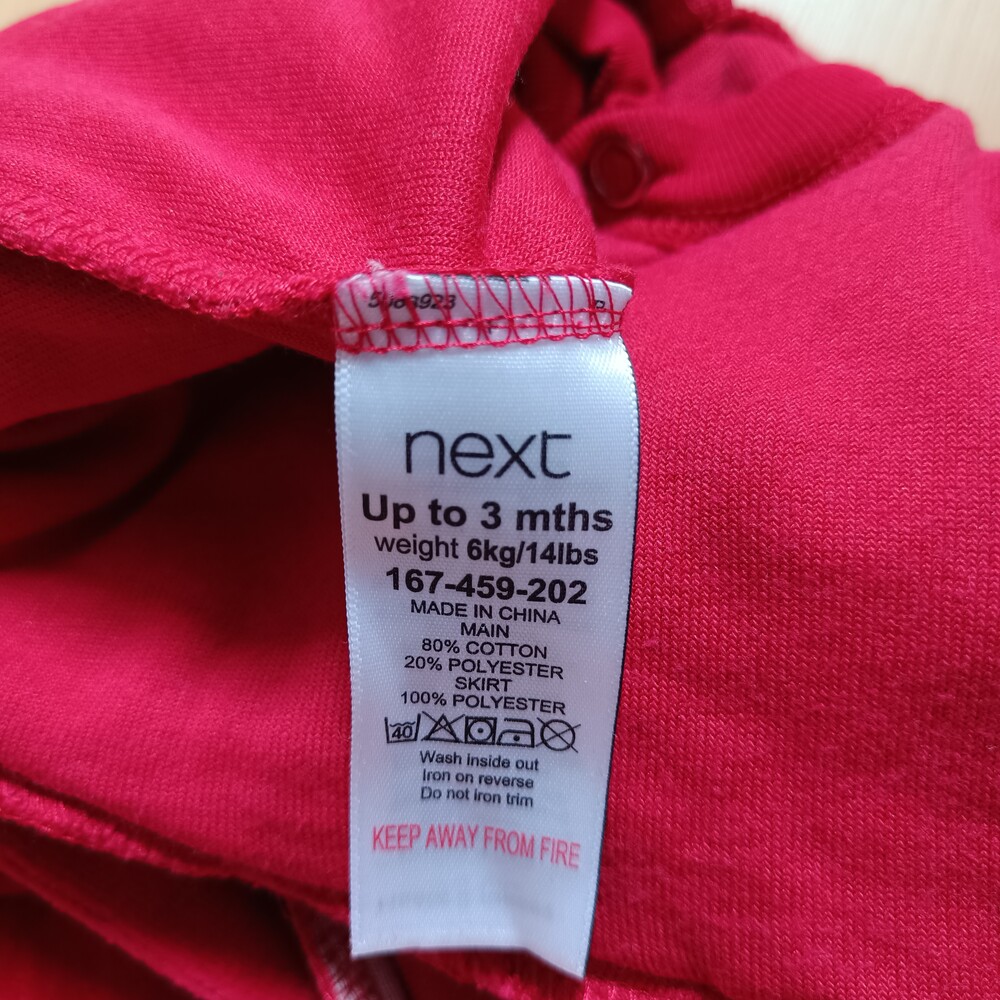 next
Up to 3 mths
weight 6kg/14lbs
167-459-202
MADE IN CHINA
MAIN
80% COTTON
20% POLYESTER
SKIRT
100% POLYESTER
40
Wash inside out
Iron on reverse
Do not iron trim
KEEP AWAY FROM FIRE